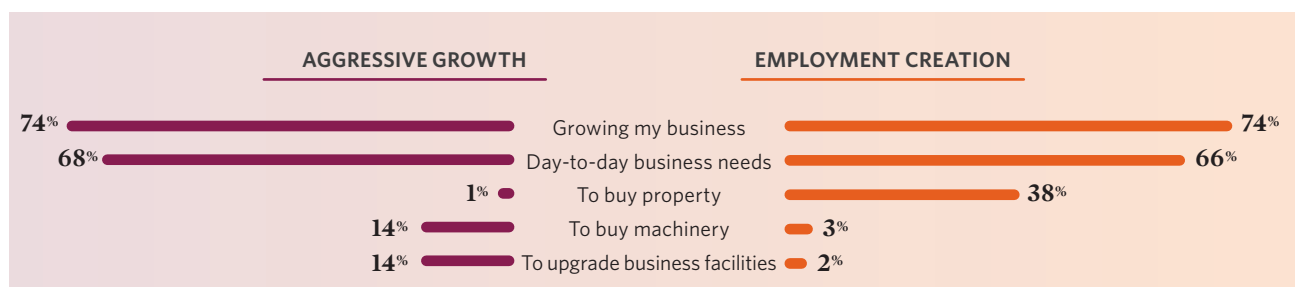 AGGRESSIVE GROWTH EMPLOYMENT CREATION
74% Growing my business 74%
68% Day-to-day business needs 66%
1% To buy property 38%
14% To buy machinery 3%
14% To upgrade business facilities 2%